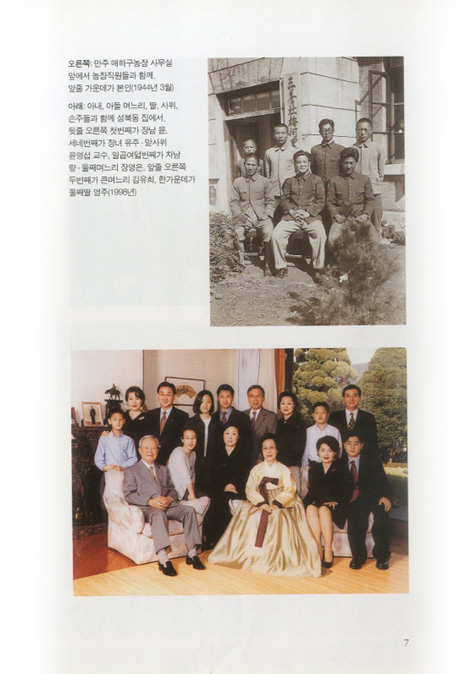 오른쪽: 만주 매하구농장 사무실
앞에서 농장직원들과 함께.
앞줄 가운데가 본인(1944년 3월)
아래: 아내, 아들 며느리, 딸, 사위,
손주들과 함께 성북동 집에서.
뒷줄 오른쪽 첫번째가 장남 윤,
세네번째가 장녀 유주·맏사위
윤영섭 교수, 일곱여덟번째가 차남
랑·둘째며느리 장영은, 앞줄 오른쪽
두번째가 큰며느리 김유희, 한가운데가
둘째딸 영주(1998년)
7